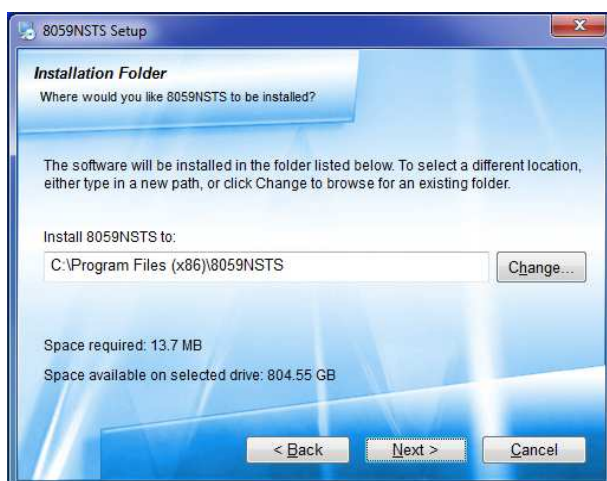 8059NSTS Setup
Installation Folder
Where would you like 8059NSTS to be installed?
The software will be installed in the folder listed below. To select a different location,
either type in a new path, or click Change to browse for an existing folder.
Install 8059NSTS to:
C:\Program Files (x86)\8059NSTS
Change...
Space required: 13.7 MB
Space available on selected drive: 804.55 GB
< Back Next > Cancel